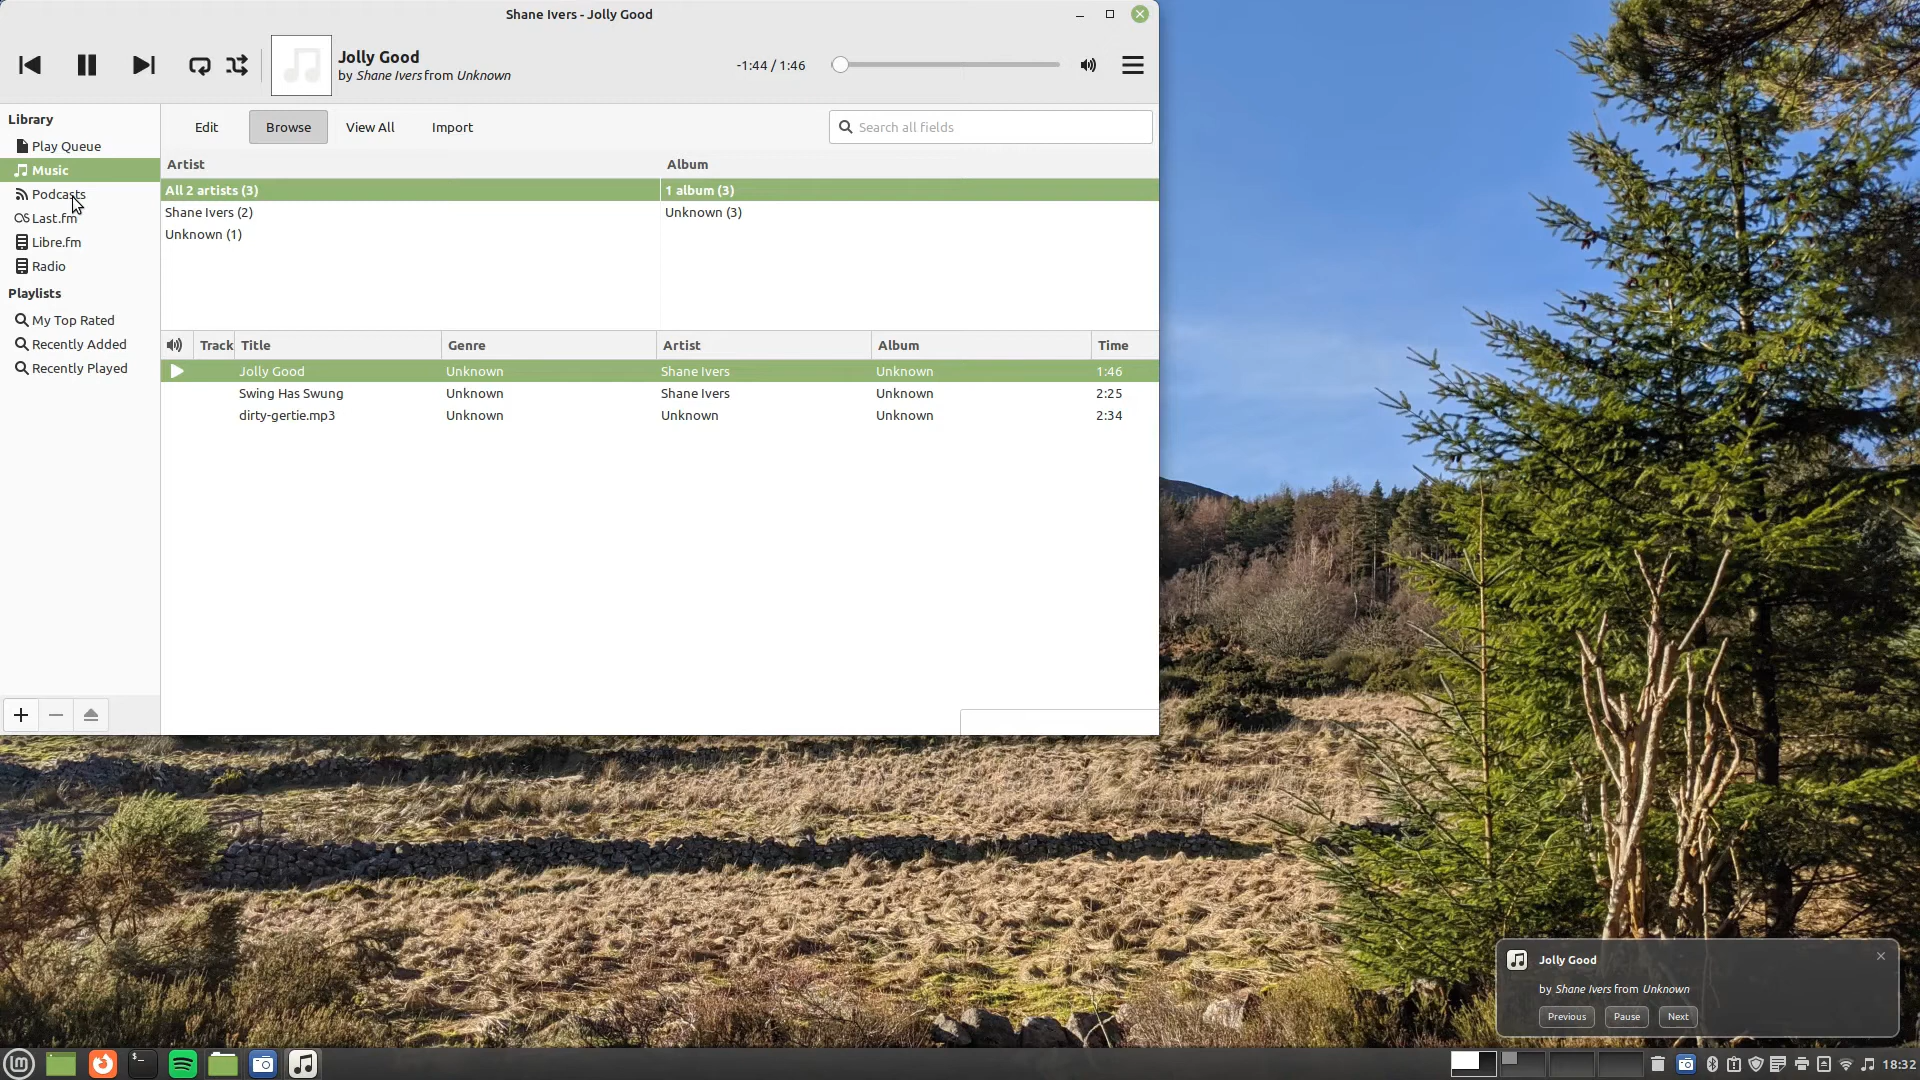 Shane Ivers - Jolly Good
Jolly Good
by Shane Ivers from Unknown
-1:44 / 1:46
Library
Play Queue
Music
Podcasts
Last.fm
Libre.fm
Radio
Playlists
My Top Rated
Recently Added
Recently Played
Edit Browse View All Import
Search all fields
Artist Album
All 2 artists (3) 1 album (3)
Shane Ivers (2) Unknown (3)
Unknown (1)
Track Title Genre Artist Album Time
Jolly Good Unknown Shane Ivers Unknown 1:46
Swing Has Swung Unknown Shane Ivers Unknown 2:25
dirty-gertie.mp3 Unknown Unknown Unknown 2:34
Jolly Good
by Shane Ivers from Unknown
Previous Pause Next
18:32